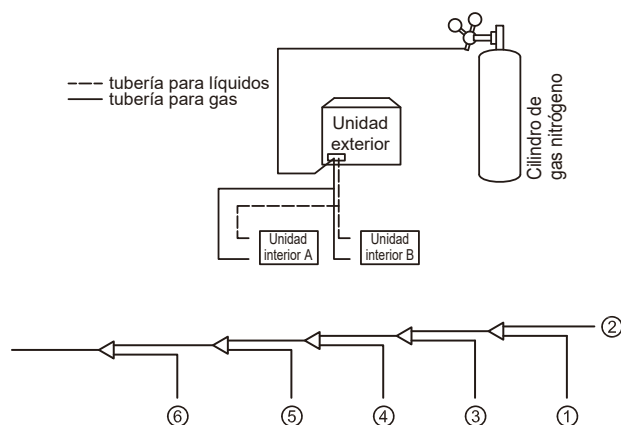 tubería para líquidos
tubería para gas
Unidad
exterior
Cilindro de
gas nitrógeno
Unidad
interior A
Unidad
interior B
②
⑥
⑤
④
③
①